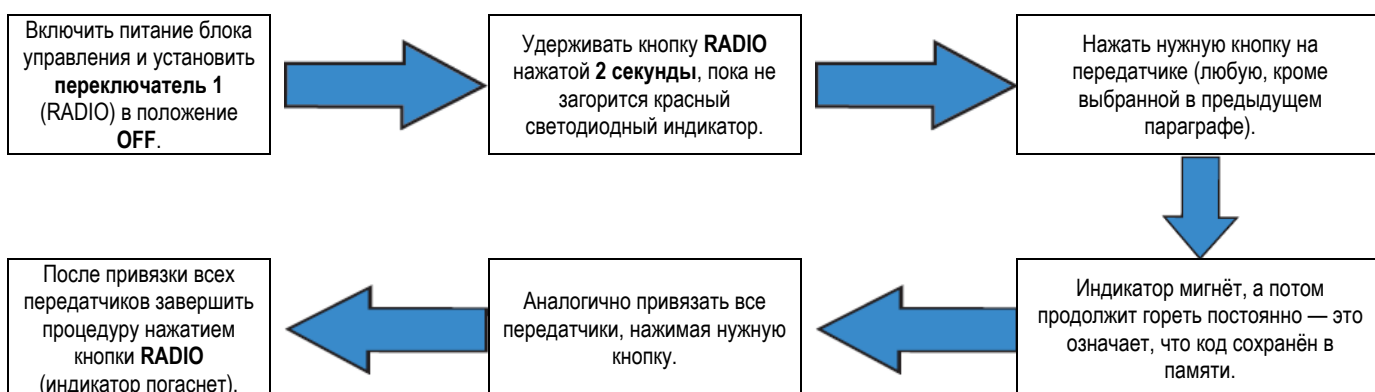 Включить питание блока
управления и установить
переключатель 1
(RADIO) в положение
OFF.
Удерживать кнопку RADIO
нажатой 2 секунды, пока не
загорится красный
светодиодный индикатор.
Нажать нужную кнопку на
передатчике (любую, кроме
выбранной в предыдущем
параграфе).
Индикатор мигнёт, а потом
продолжит гореть постоянно — это
означает, что код сохранён в
памяти.
Аналогично привязать все
передатчики, нажимая нужную
кнопку.
После привязки всех
передатчиков завершить
процедуру нажатием
кнопки RADIO
(индикатор погаснет).